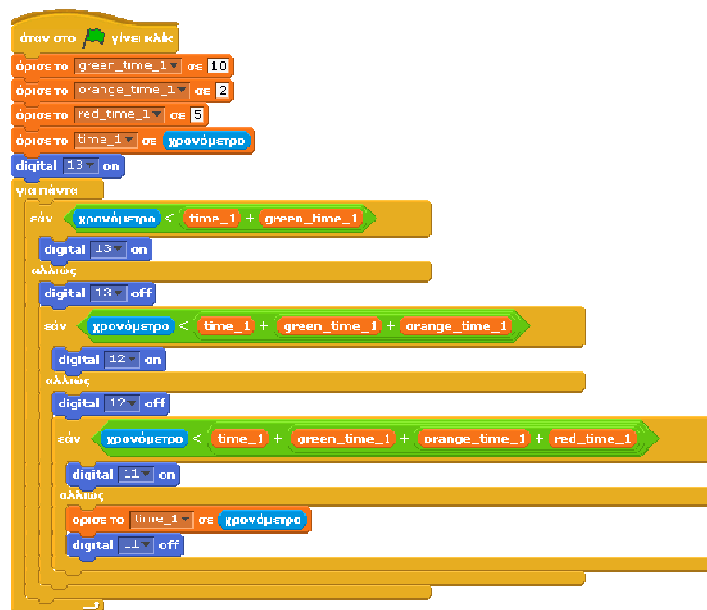 όταν στο γίνει κλικ
όρισε το green_time_1 σε 10
όρισε το orange_time_1 σε 2
όρισε το red_time_1 σε 5
όρισε το time_1 σε χρονόμετρο
digital 13 on
για πάντα
εάν χρονόμετρο < time_1 + green_time_1
digital 13 on
αλλιώς
digital 13 off
εάν χρονόμετρο < time_1 + green_time_1 + orange_time_1
digital 12 on
αλλιώς
digital 12 off
εάν χρονόμετρο < time_1 + green_time_1 + orange_time_1 + red_time_1
digital 11 on
αλλιώς
όρισε το time_1 σε χρονόμετρο
digital 11 off